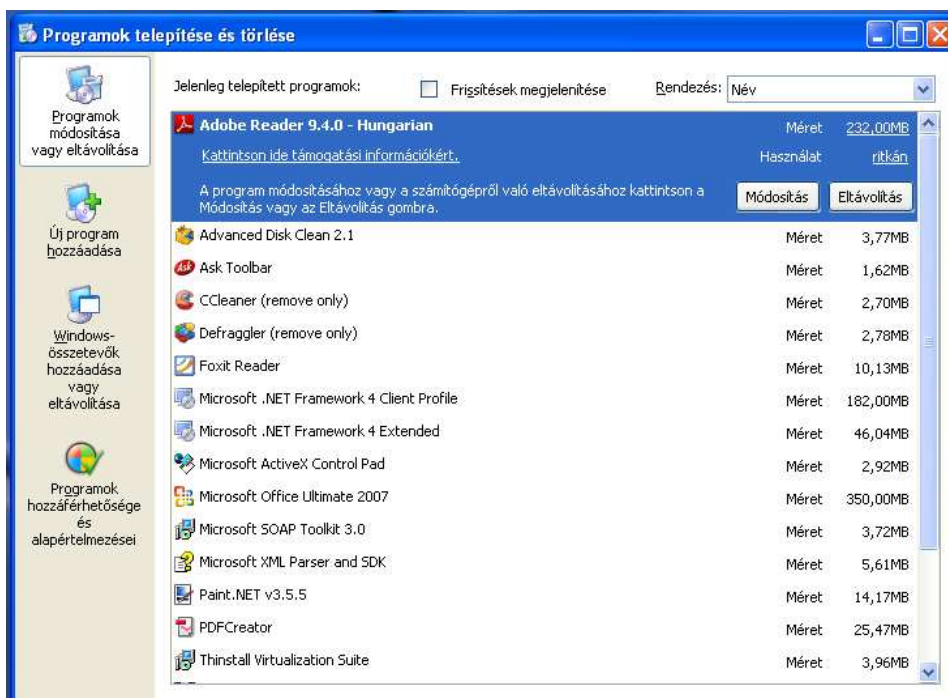 Programok telepítése és törlése
Programok
módosítása
vagy eltávolítása
Új program
hozzáadása
Windows-
összetevők
hozzáadása
vagy
eltávolítása
Programok
hozzáférhetősége
és
alapértelmezései
Jelenleg telepített programok: Frissítések megjelenítése Rendezés: Név
Adobe Reader 9.4.0 - Hungarian Méret 232,00MB
Kattintson ide támogatási információkért. Használat ritkán
A program módosításához vagy a számítógépről való eltávolításához kattintson a
Módosítás vagy az Eltávolítás gombra.
Módosítás Eltávolítás
Advanced Disk Clean 2.1 Méret 3,77MB
Ask Toolbar Méret 1,62MB
CCleaner (remove only) Méret 2,70MB
Defraggler (remove only) Méret 2,78MB
Foxit Reader Méret 10,13MB
Microsoft .NET Framework 4 Client Profile Méret 182,00MB
Microsoft .NET Framework 4 Extended Méret 46,04MB
Microsoft ActiveX Control Pad Méret 2,92MB
Microsoft Office Ultimate 2007 Méret 350,00MB
Microsoft SOAP Toolkit 3.0 Méret 3,72MB
Microsoft XML Parser and SDK Méret 5,61MB
Paint.NET v3.5.5 Méret 14,17MB
PDFCreator Méret 25,47MB
Thinstall Virtualization Suite Méret 3,96MB